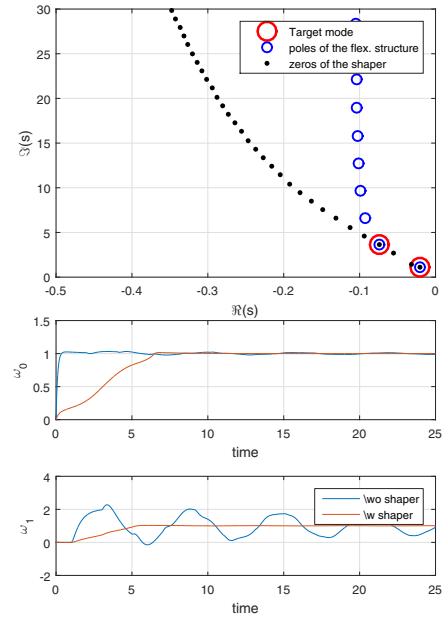 30
25
20
15
10
5
0
ℑ(s)
Target mode
poles of the flex. structure
zeros of the shaper
-0.5 -0.4 -0.3 -0.2 -0.1 0
ℜ(s)
1.5
1
0.5
0
ω0
0 5 10 15 20 25
time
4
2
0
-2
ω1
\wo shaper
\w shaper
0 5 10 15 20 25
time